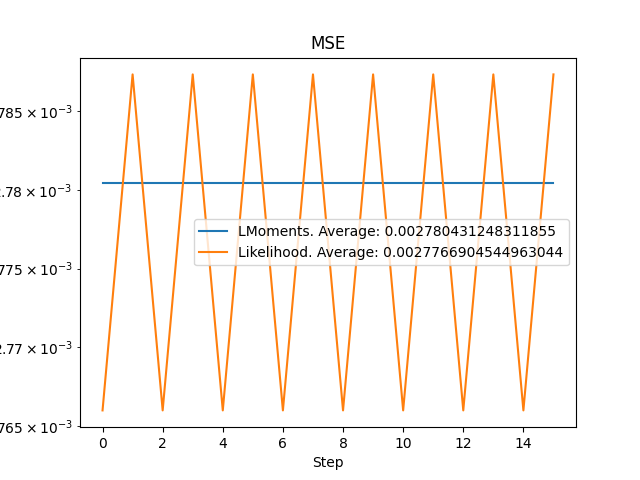 MSE
785 × 10⁻³
2.78 × 10⁻³
775 × 10⁻³
2.77 × 10⁻³
765 × 10⁻³
LMoments. Average: 0.002780431248311855
Likelihood. Average: 0.0027766904544963044
0 2 4 6 8 10 12 14
Step